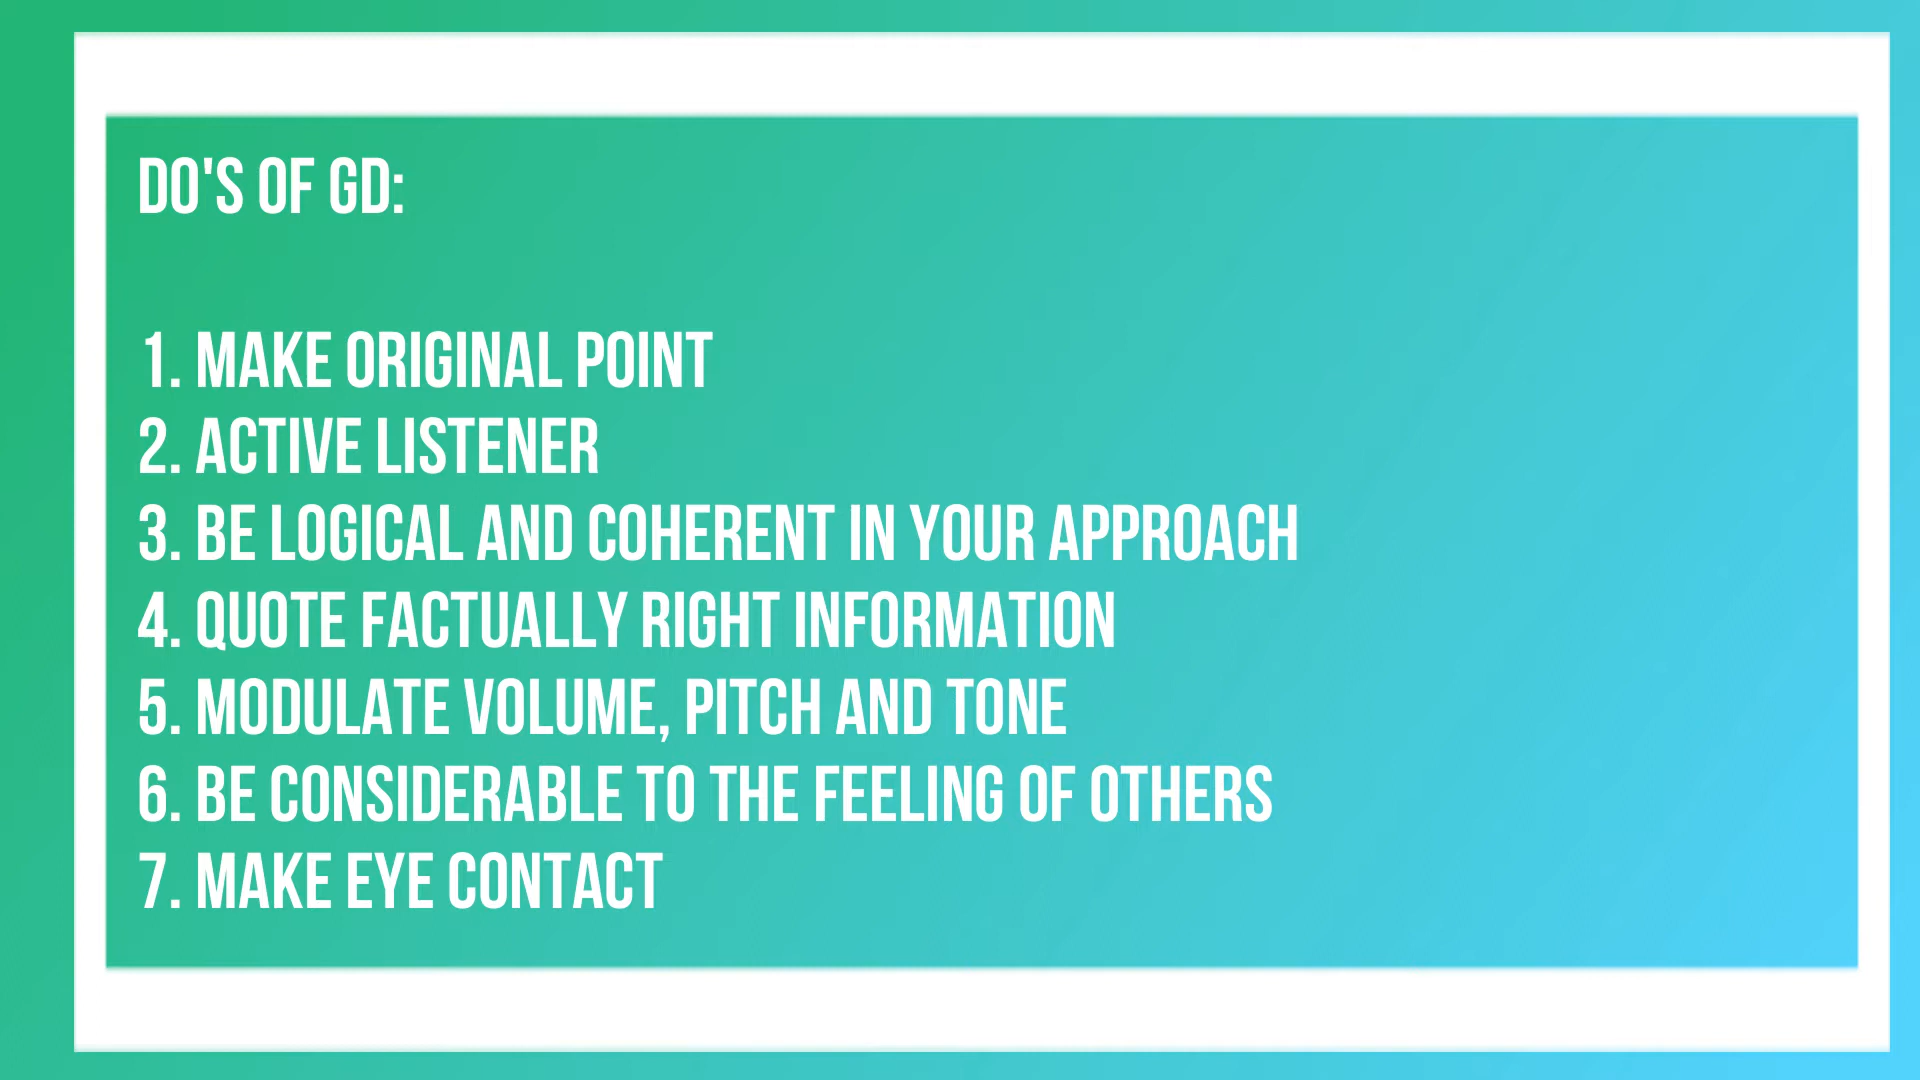 DO'S OF GD:
1. MAKE ORIGINAL POINT
2. ACTIVE LISTENER
3. BE LOGICAL AND COHERENT IN YOUR APPROACH
4. QUOTE FACTUALLY RIGHT INFORMATION
5. MODULATE VOLUME, PITCH AND TONE
6. BE CONSIDERABLE TO THE FEELING OF OTHERS
7. MAKE EYE CONTACT